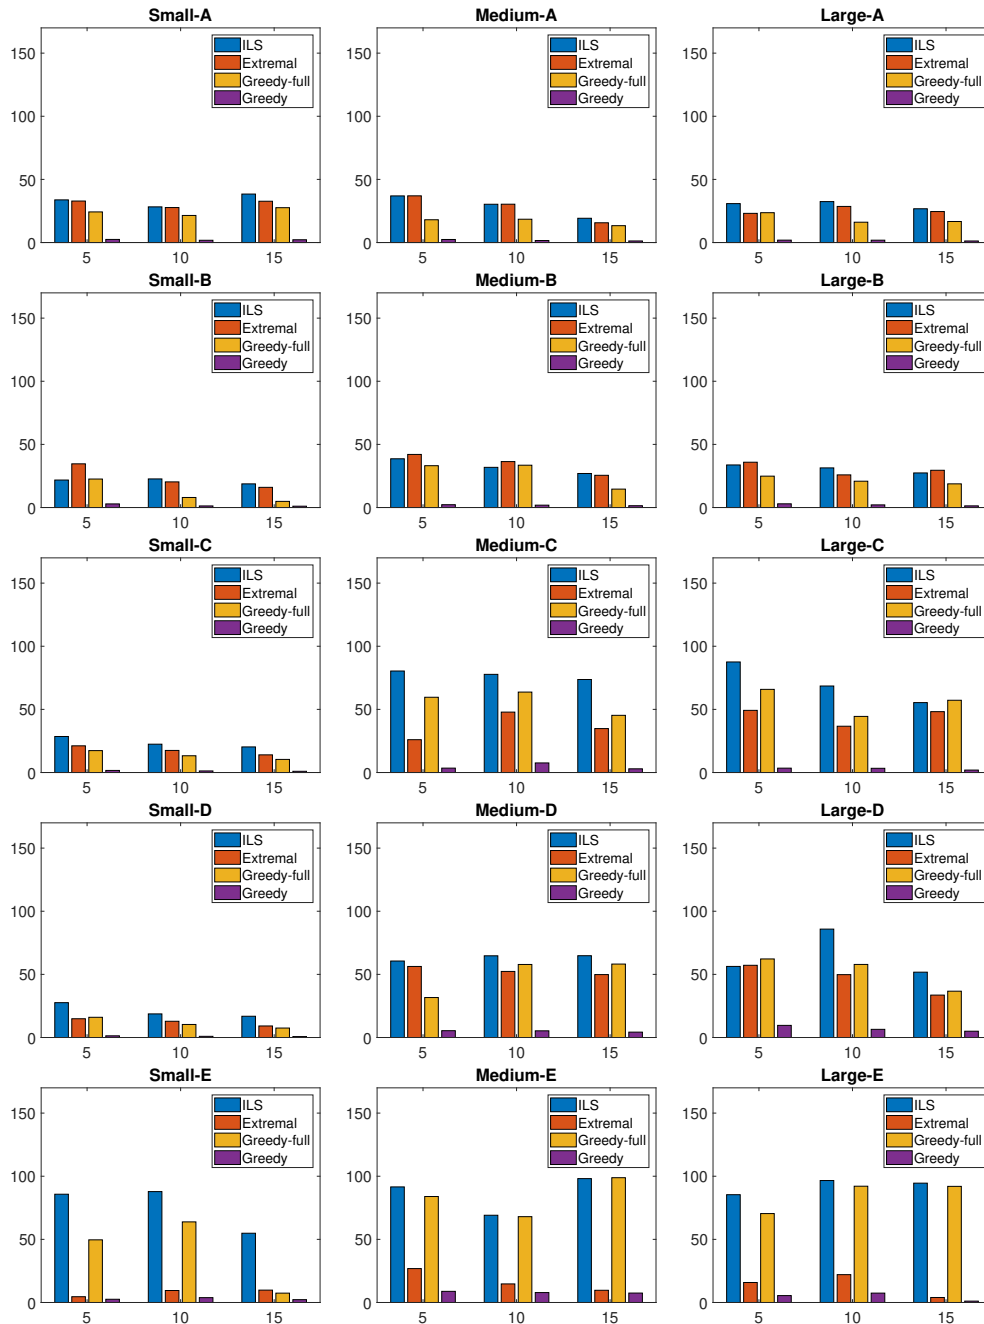 Small-A
150
100
50
0
5 10 15
ILS
Extremal
Greedy-full
Greedy
Medium-A
150
100
50
0
5 10 15
ILS
Extremal
Greedy-full
Greedy
Large-A
150
100
50
0
5 10 15
ILS
Extremal
Greedy-full
Greedy
Small-B
150
100
50
0
5 10 15
ILS
Extremal
Greedy-full
Greedy
Medium-B
150
100
50
0
5 10 15
ILS
Extremal
Greedy-full
Greedy
Large-B
150
100
50
0
5 10 15
ILS
Extremal
Greedy-full
Greedy
Small-C
150
100
50
0
5 10 15
ILS
Extremal
Greedy-full
Greedy
Medium-C
150
100
50
0
5 10 15
ILS
Extremal
Greedy-full
Greedy
Large-C
150
100
50
0
5 10 15
ILS
Extremal
Greedy-full
Greedy
Small-D
150
100
50
0
5 10 15
ILS
Extremal
Greedy-full
Greedy
Medium-D
150
100
50
0
5 10 15
ILS
Extremal
Greedy-full
Greedy
Large-D
150
100
50
0
5 10 15
ILS
Extremal
Greedy-full
Greedy
Small-E
150
100
50
0
5 10 15
ILS
Extremal
Greedy-full
Greedy
Medium-E
150
100
50
0
5 10 15
ILS
Extremal
Greedy-full
Greedy
Large-E
150
100
50
0
5 10 15
ILS
Extremal
Greedy-full
Greedy